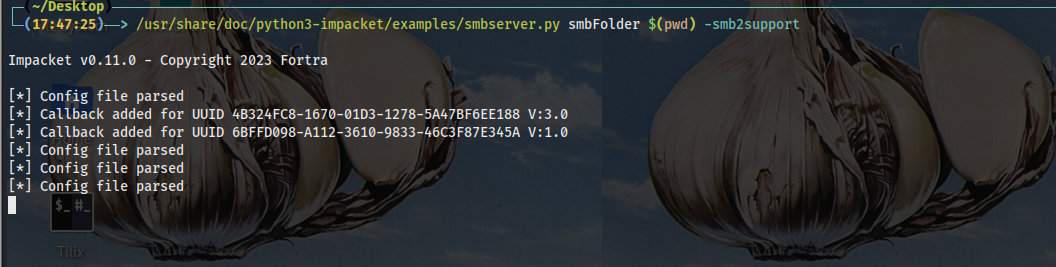 ~/Desktop
(17:47:25)——> /usr/share/doc/python3-impacket/examples/smbserver.py smbFolder $(pwd) -smb2support
Impacket v0.11.0 - Copyright 2023 Fortra
[*] Config file parsed
[*] Callback added for UUID 4B324FC8-1670-01D3-1278-5A47BF6EE188 V:3.0
[*] Callback added for UUID 6BFFD098-A112-3610-9833-46C3F87E345A V:1.0
[*] Config file parsed
[*] Config file parsed
[*] Config file parsed
$_ #_
Tilix